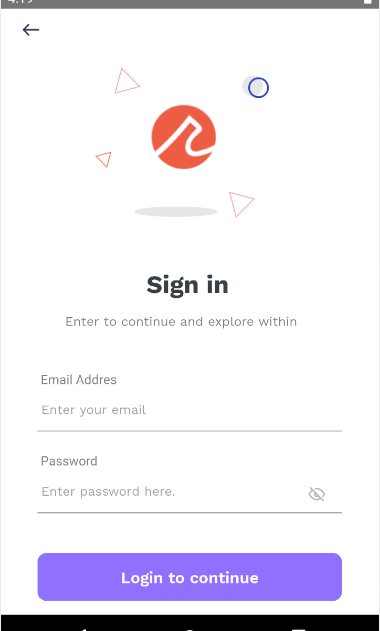 Sign in
Enter to continue and explore within
Email Addres
Enter your email
Password
Enter password here.
Login to continue